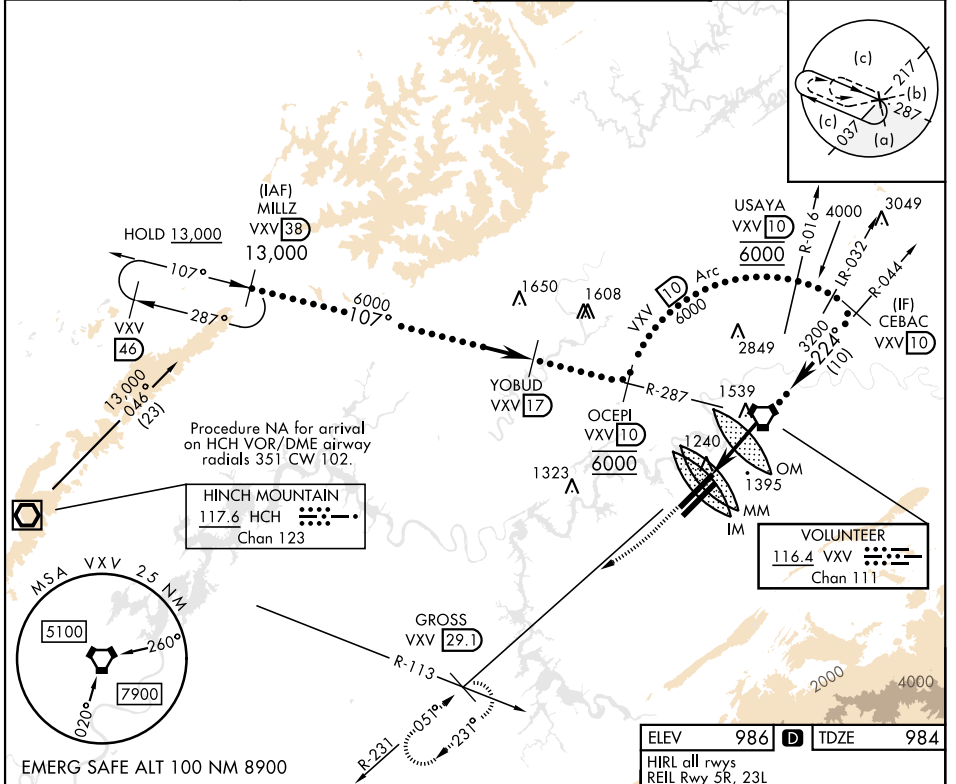 (c)
217
(b)
287
(c)
037
(a)
(IAF)
MILLZ
VXV 38
13,000
HOLD 13,000
107°
287°
VXV
46
6000
107°
13,000
046°
(23)
1650
1608
YOBUD
VXV 17
VXV 10 Arc
6000
USAYA
VXV 10
6000
R-016
4000
LR-032
3049
R-044
(IF)
CEBAC
VXV 10
2849
3200
224°
(10)
R-287
OCEPI
VXV 10
6000
1539
1240
1395
OM
MM
IM
1323
Procedure NA for arrival
on HCH VOR/DME airway
radials 351 CW 102.
HINCH MOUNTAIN
117.6 HCH
Chan 123
VOLUNTEER
116.4 VXV
Chan 111
MSA VXV 25 NM
5100
260°
7900
020°
GROSS
VXV 29.1
R-113
R-231
051°
231°
2000
4000
EMERG SAFE ALT 100 NM 8900
ELEV 986 D TDZE 984
HIRL all rwys
REIL Rwy 5R, 23L